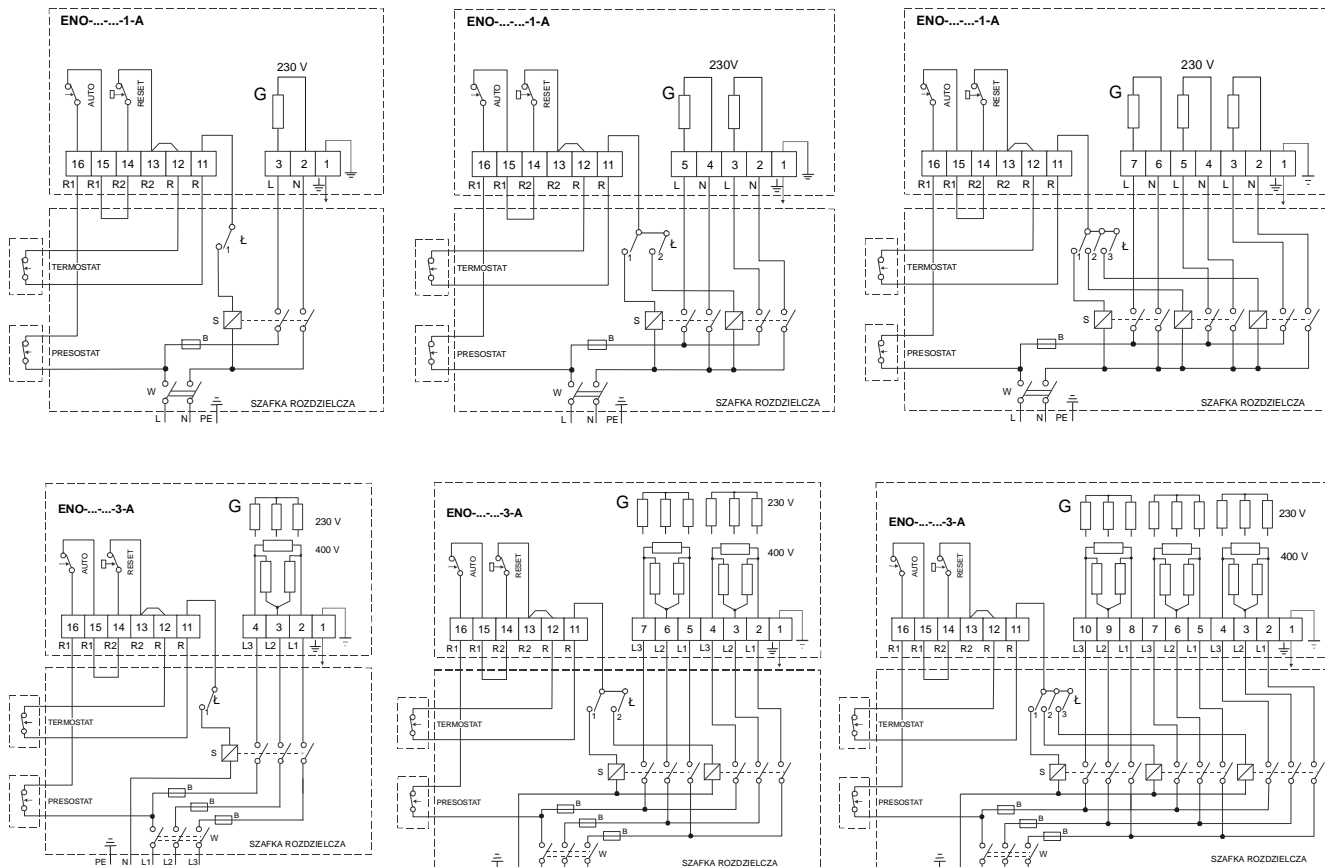 ENO-...-...-1-A
230 V
G
AUTO
RESET
16 15 14 13 12 11 3 2 1
R1 R1 R2 R2 R R L N
1 Ł
TERMOSTAT
S
B
PRESOSTAT
W
SZAFKA ROZDZIELCZA
L N PE
ENO-...-...-1-A
230V
G
AUTO
RESET
16 15 14 13 12 11 5 4 3 2 1
R1 R1 R2 R2 R R L N L N
1 2 Ł
TERMOSTAT
S
B
PRESOSTAT
W
SZAFKA ROZDZIELCZA
L N PE
ENO-...-...-1-A
230 V
G
AUTO
RESET
16 15 14 13 12 11 7 6 5 4 3 2 1
R1 R1 R2 R2 R R L N L N L N
1 2 3 Ł
TERMOSTAT
S
B
PRESOSTAT
W
SZAFKA ROZDZIELCZA
L N PE
ENO-...-...-3-A
G
230 V
400 V
AUTO
RESET
16 15 14 13 12 11 4 3 2 1
R1 R1 R2 R2 R R L3 L2 L1
1 Ł
TERMOSTAT
S
B
B
PRESOSTAT
B
W
SZAFKA ROZDZIELCZA
PE N L1 L2 L3
ENO-...-...-3-A
G
230 V
400 V
AUTO
RESET
16 15 14 13 12 11 7 6 5 4 3 2 1
R1 R1 R2 R2 R R L3 L2 L1 L3 L2 L1
1 2 Ł
TERMOSTAT
S
B
PRESOSTAT
B
B
W
SZAFKA ROZDZIELCZA
ENO-...-...-3-A
G
230 V
400 V
AUTO
RESET
16 15 14 13 12 11 10 9 8 7 6 5 4 3 2 1
R1 R1 R2 R2 R R L3 L2 L1 L3 L2 L1 L3 L2 L1
1 2 3 Ł
TERMOSTAT
S
B
PRESOSTAT
B
B
W
SZAFKA ROZDZIELCZA